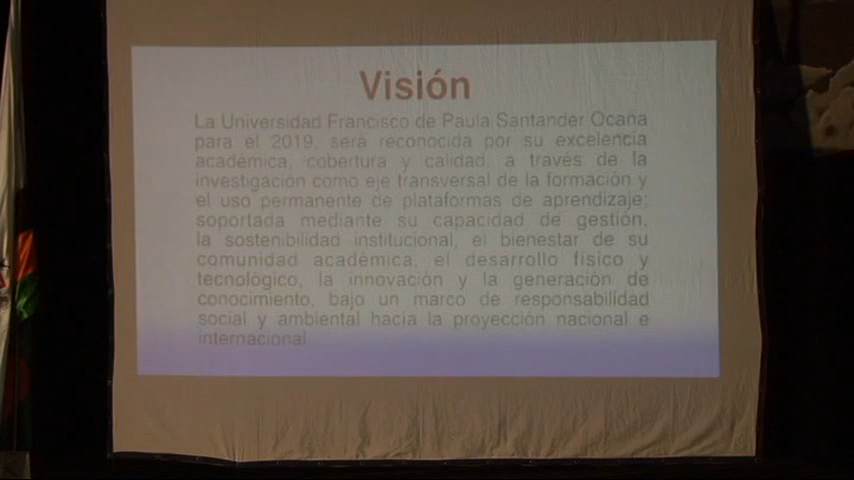 Visión
La Universidad Francisco de Paula Santander Ocaña
para el 2019, será reconocida por su excelencia
académica, cobertura y calidad, a través de la
investigación como eje transversal de la formación y
el uso permanente de plataformas de aprendizaje;
soportada mediante su capacidad de gestión,
la sostenibilidad institucional, el bienestar de su
comunidad académica, el desarrollo físico y
tecnológico, la innovación y la generación de
conocimiento, bajo un marco de responsabilidad
social y ambiental hacia la proyección nacional e
internacional.